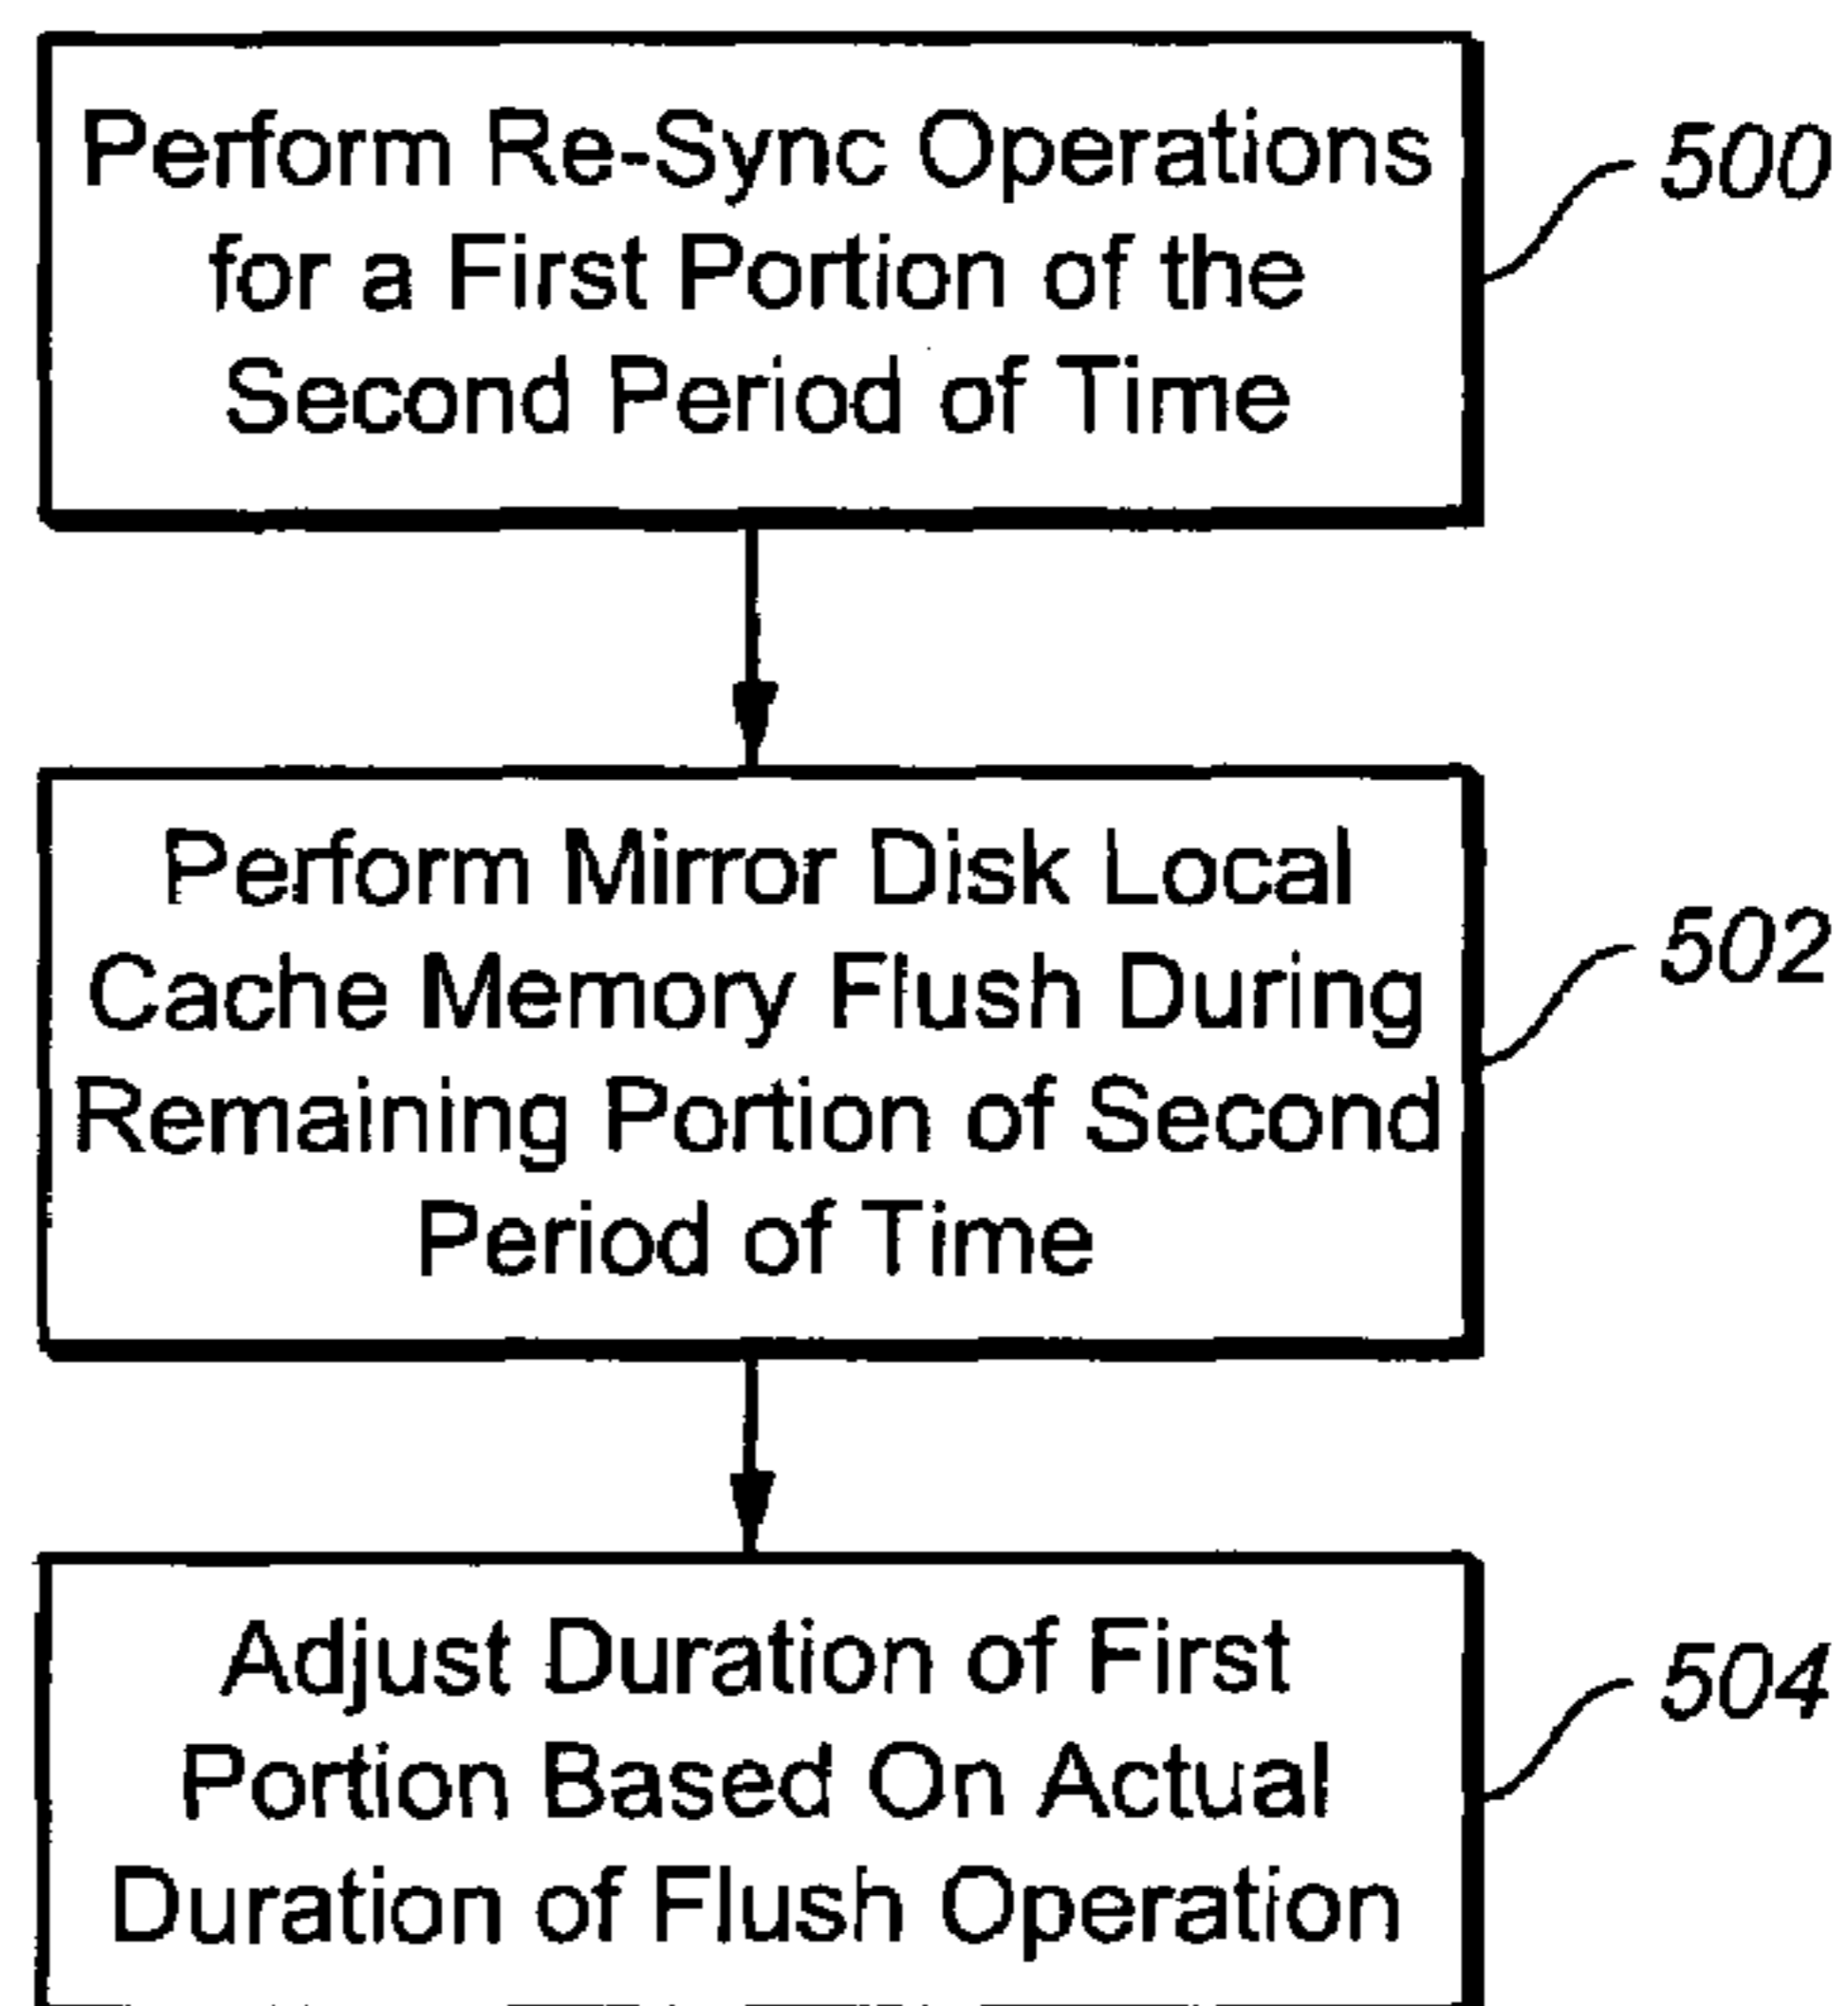 Perform Re-Sync Operations
for a First Portion of the
Second Period of Time
500
Perform Mirror Disk Local
Cache Memory Flush During
Remaining Portion of Second
Period of Time
502
Adjust Duration of First
Portion Based On Actual
Duration of Flush Operation
504